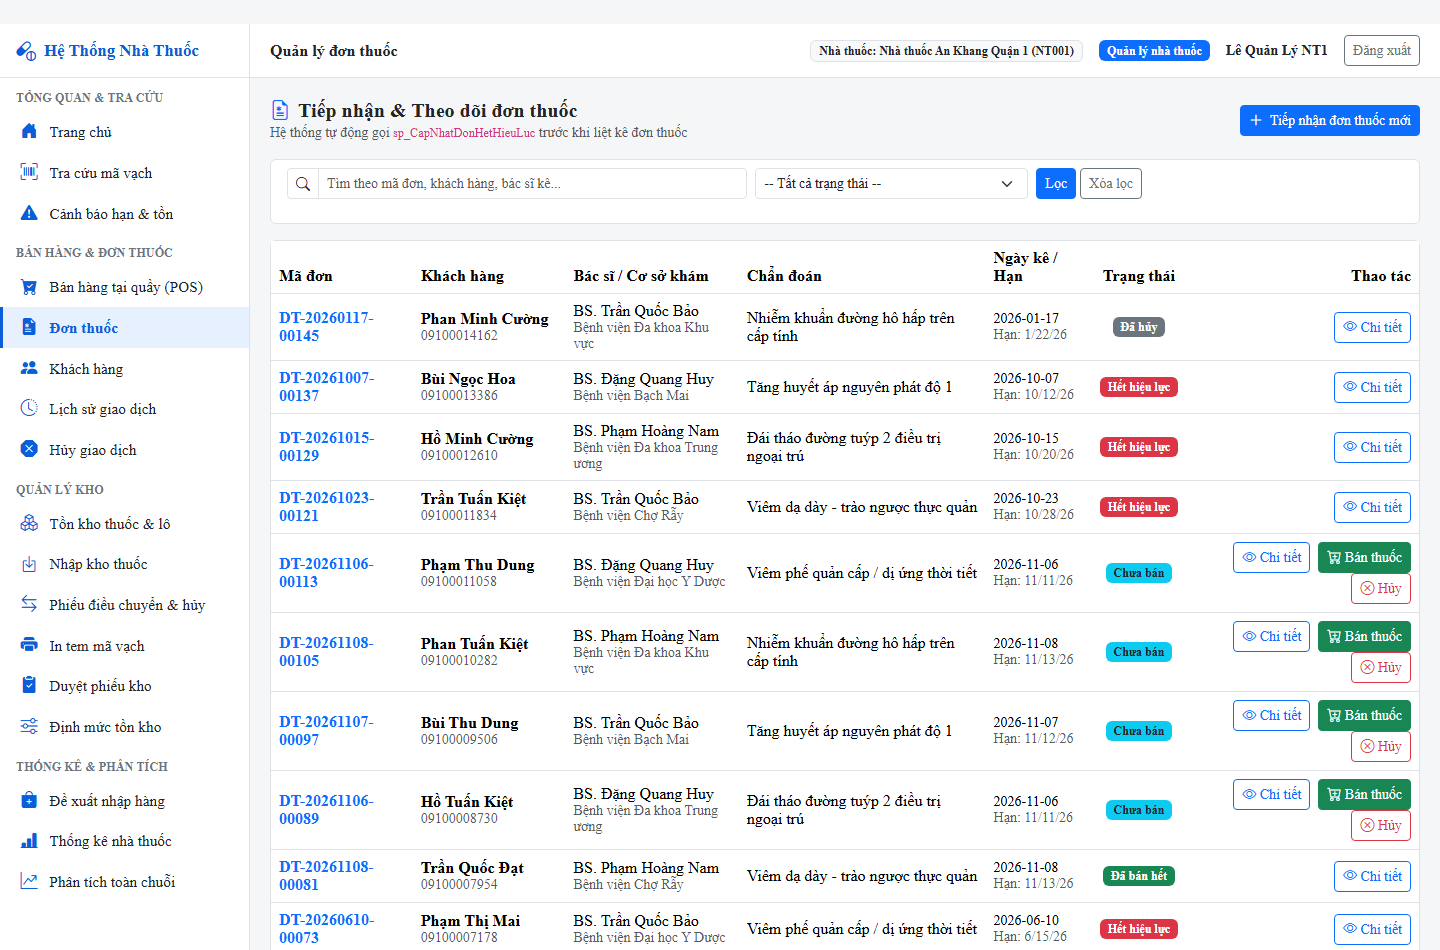 Hệ Thống Nhà Thuốc
TỔNG QUAN & TRA CỨU
Trang chủ
Tra cứu mã vạch
Cảnh báo hạn & tồn
BÁN HÀNG & ĐƠN THUỐC
Bán hàng tại quầy (POS)
Đơn thuốc
Khách hàng
Lịch sử giao dịch
Hủy giao dịch
QUẢN LÝ KHO
Tồn kho thuốc & lô
Nhập kho thuốc
Phiếu điều chuyển & hủy
In tem mã vạch
Duyệt phiếu kho
Định mức tồn kho
THỐNG KÊ & PHÂN TÍCH
Đề xuất nhập hàng
Thống kê nhà thuốc
Phân tích toàn chuỗi
Quản lý đơn thuốc
Nhà thuốc: Nhà thuốc An Khang Quận 1 (NT001)
Quản lý nhà thuốc
Lê Quản Lý NT1
Đăng xuất
Tiếp nhận & Theo dõi đơn thuốc
Hệ thống tự động gọi sp_CapNhatDonHetHieuLuc trước khi liệt kê đơn thuốc
+ Tiếp nhận đơn thuốc mới
Tìm theo mã đơn, khách hàng, bác sĩ kê...
-- Tất cả trạng thái --
Lọc
Xóa lọc
Mã đơn
Khách hàng
Bác sĩ / Cơ sở khám
Chẩn đoán
Ngày kê /
Hạn
Trạng thái
Thao tác
DT-20260117-
00145
Phan Minh Cường
09100014162
BS. Trần Quốc Bảo
Bệnh viện Đa khoa Khu
vực
Nhiễm khuẩn đường hô hấp trên
cấp tính
2026-01-17
Hạn: 1/22/26
Đã hủy
Chi tiết
DT-20261007-
00137
Bùi Ngọc Hoa
09100013386
BS. Đặng Quang Huy
Bệnh viện Bạch Mai
Tăng huyết áp nguyên phát độ 1
2026-10-07
Hạn: 10/12/26
Hết hiệu lực
Chi tiết
DT-20261015-
00129
Hồ Minh Cường
09100012610
BS. Phạm Hoàng Nam
Bệnh viện Đa khoa Trung
ương
Đái tháo đường tuýp 2 điều trị
ngoại trú
2026-10-15
Hạn: 10/20/26
Hết hiệu lực
Chi tiết
DT-20261023-
00121
Trần Tuấn Kiệt
09100011834
BS. Trần Quốc Bảo
Bệnh viện Chợ Rẫy
Viêm dạ dày - trào ngược thực quản
2026-10-23
Hạn: 10/28/26
Hết hiệu lực
Chi tiết
DT-20261106-
00113
Phạm Thu Dung
09100011058
BS. Đặng Quang Huy
Bệnh viện Đại học Y Dược
Viêm phế quản cấp / dị ứng thời tiết
2026-11-06
Hạn: 11/11/26
Chưa bán
Chi tiết
Bán thuốc
Hủy
DT-20261108-
00105
Phan Tuấn Kiệt
09100010282
BS. Phạm Hoàng Nam
Bệnh viện Đa khoa Khu
vực
Nhiễm khuẩn đường hô hấp trên
cấp tính
2026-11-08
Hạn: 11/13/26
Chưa bán
Chi tiết
Bán thuốc
Hủy
DT-20261107-
00097
Bùi Thu Dung
09100009506
BS. Trần Quốc Bảo
Bệnh viện Bạch Mai
Tăng huyết áp nguyên phát độ 1
2026-11-07
Hạn: 11/12/26
Chưa bán
Chi tiết
Bán thuốc
Hủy
DT-20261106-
00089
Hồ Tuấn Kiệt
09100008730
BS. Đặng Quang Huy
Bệnh viện Đa khoa Trung
ương
Đái tháo đường tuýp 2 điều trị
ngoại trú
2026-11-06
Hạn: 11/11/26
Chưa bán
Chi tiết
Bán thuốc
Hủy
DT-20261108-
00081
Trần Quốc Đạt
09100007954
BS. Phạm Hoàng Nam
Bệnh viện Chợ Rẫy
Viêm dạ dày - trào ngược thực quản
2026-11-08
Hạn: 11/13/26
Đã bán hết
Chi tiết
DT-20260610-
00073
Phạm Thị Mai
09100007178
BS. Trần Quốc Bảo
Bệnh viện Đại học Y Dược
Viêm phế quản cấp / dị ứng thời tiết
2026-06-10
Hạn: 6/15/26
Hết hiệu lực
Chi tiết